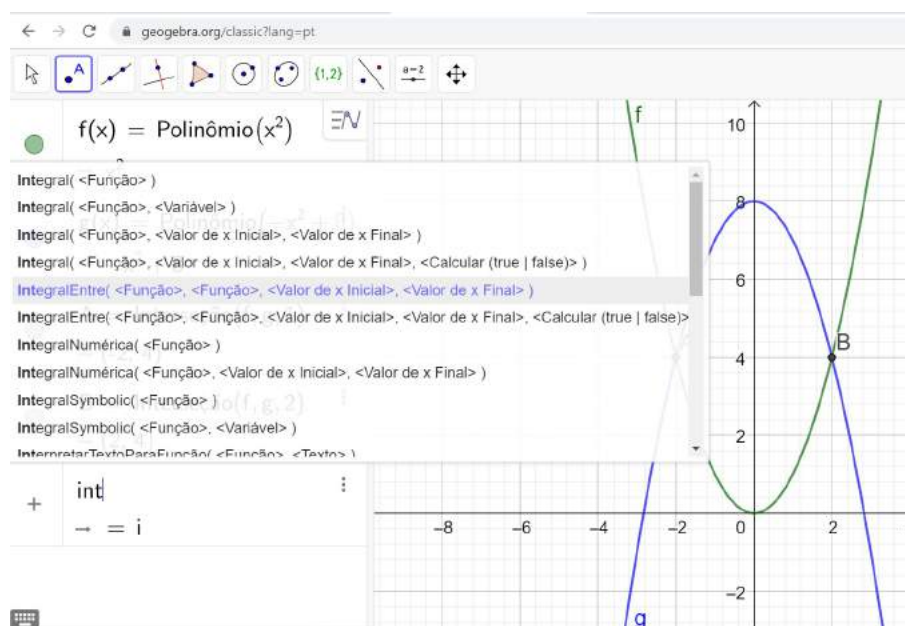 geogebra.org/classic?lang=pt
A
{1,2}
a=2
f(x) = Polinômio(x²)
Integral( <Função> )
Integral( <Função>, <Variável> )
Integral( <Função>, <Valor de x Inicial>, <Valor de x Final> )
Integral( <Função>, <Valor de x Inicial>, <Valor de x Final>, <Calcular (true | false)> )
IntegralEntre( <Função>, <Função>, <Valor de x Inicial>, <Valor de x Final> )
IntegralEntre( <Função>, <Função>, <Valor de x Inicial>, <Valor de x Final>, <Calcular (true | false)>
IntegralNumérica( <Função> )
IntegralNumérica( <Função>, <Valor de x Inicial>, <Valor de x Final> )
IntegralSymbolic( <Função> )
IntegralSymbolic( <Função>, <Variável> )
InterpretarTextoParaFunção( <Função>, <Texto> )
int
→ = i
f
10
8
6
4
B
2
-8
-6
-4
-2
0
2
-2
g